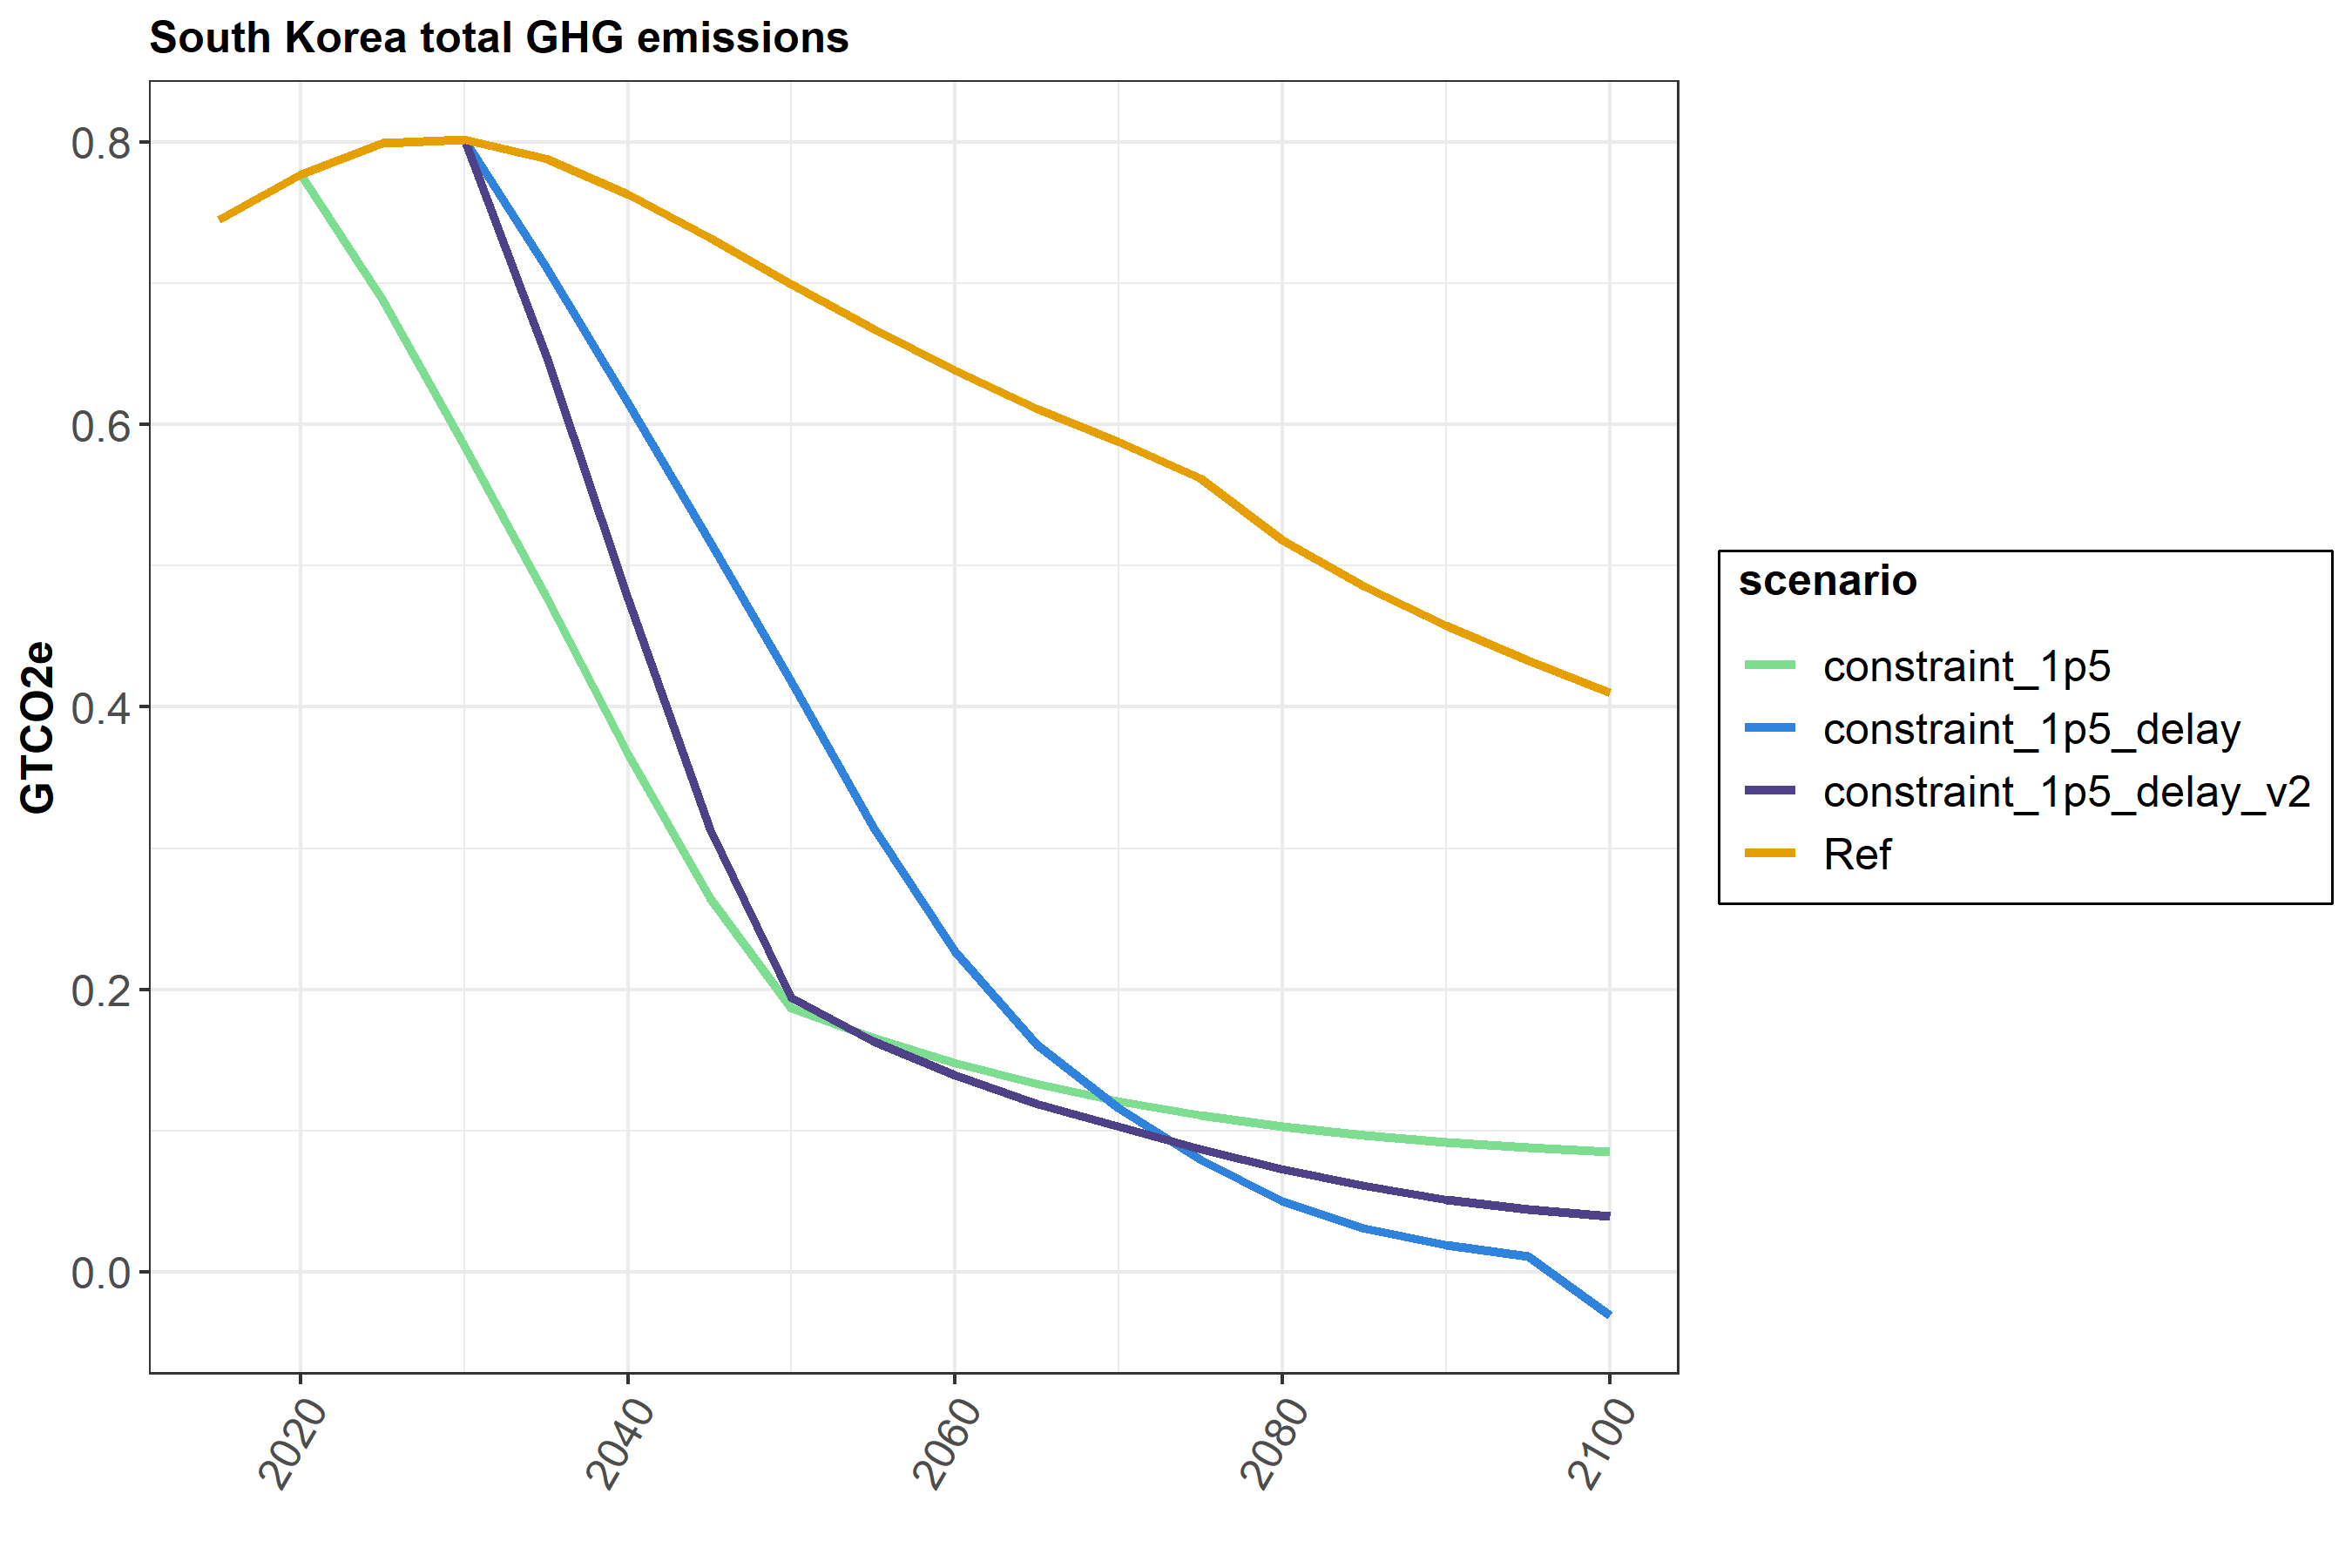 South Korea total GHG emissions
GTCO2e
0.8
0.6
0.4
0.2
0.0
2020
2040
2060
2080
2100
scenario
constraint_1p5
constraint_1p5_delay
constraint_1p5_delay_v2
Ref